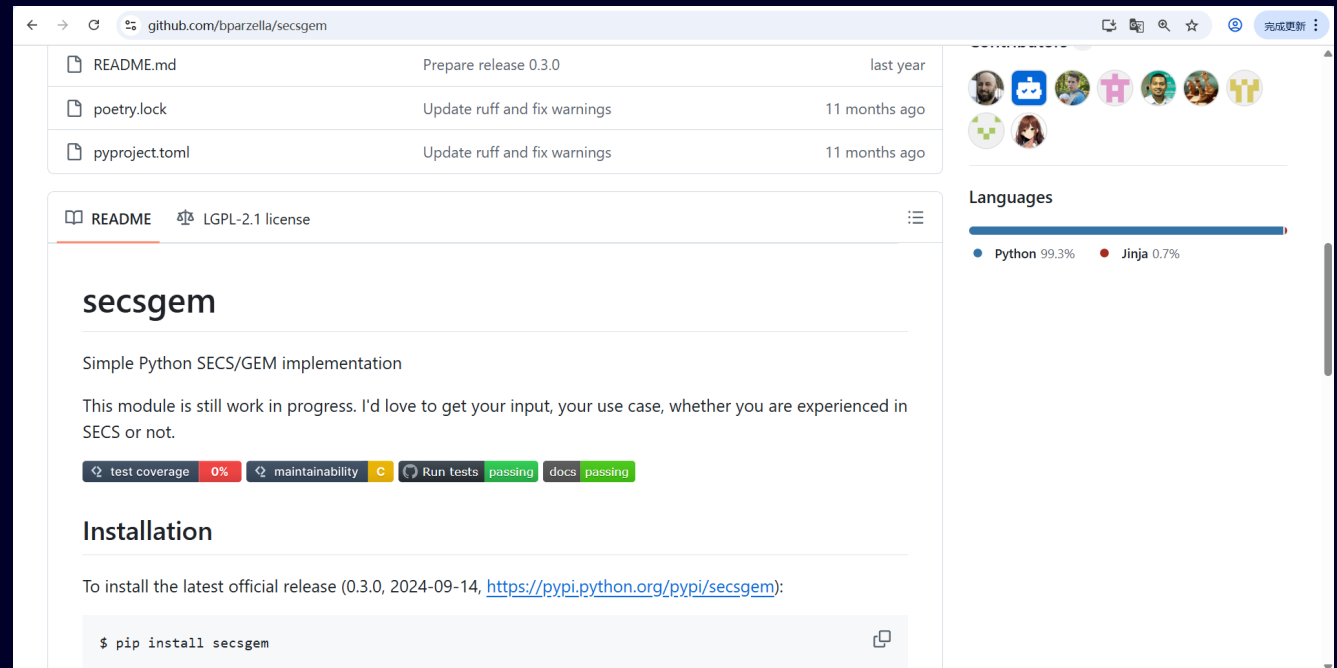 github.com/bparzella/secsgem
完成更新
README.md Prepare release 0.3.0 last year
Contributors
poetry.lock Update ruff and fix warnings 11 months ago
pyproject.toml Update ruff and fix warnings 11 months ago
README LGPL-2.1 license
Languages
Python 99.3% Jinja 0.7%
secsgem
Simple Python SECS/GEM implementation
This module is still work in progress. I'd love to get your input, your use case, whether you are experienced in
SECS or not.
test coverage 0% maintainability C Run tests passing docs passing
Installation
To install the latest official release (0.3.0, 2024-09-14, https://pypi.python.org/pypi/secsgem):
$ pip install secsgem